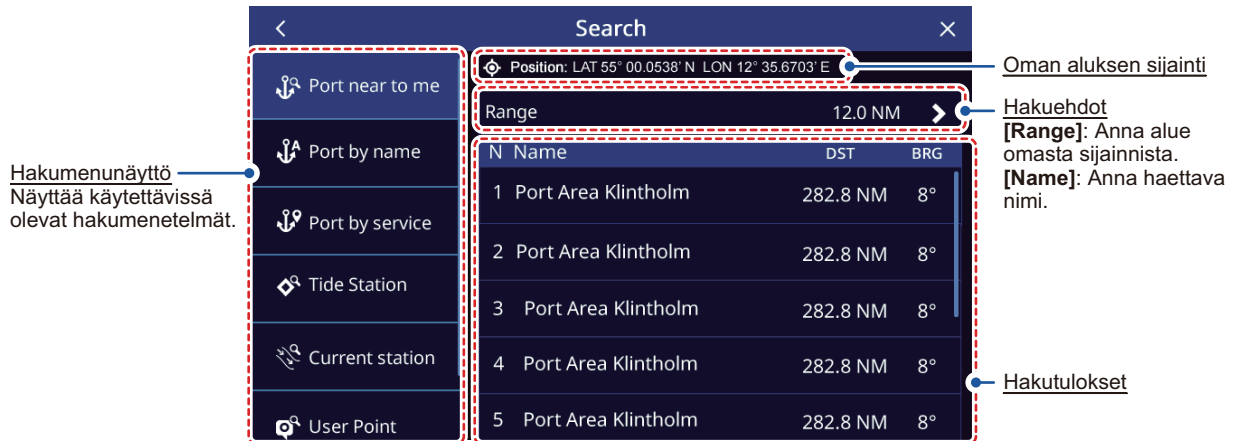 Search
Position: LAT 55° 00.0538' N LON 12° 35.6703' E
Range 12.0 NM
N Name DST BRG
1 Port Area Klintholm 282.8 NM 8°
2 Port Area Klintholm 282.8 NM 8°
3 Port Area Klintholm 282.8 NM 8°
4 Port Area Klintholm 282.8 NM 8°
5 Port Area Klintholm 282.8 NM 8°
Port near to me
Port by name
Port by service
Tide Station
Current station
User Point
Hakumenunäyttö
Näyttää käytettävissä
olevat hakumenetelmät.
Oman aluksen sijainti
Hakuehdot
[Range]: Anna alue
omasta sijainnista.
[Name]: Anna haettava
nimi.
Hakutulokset